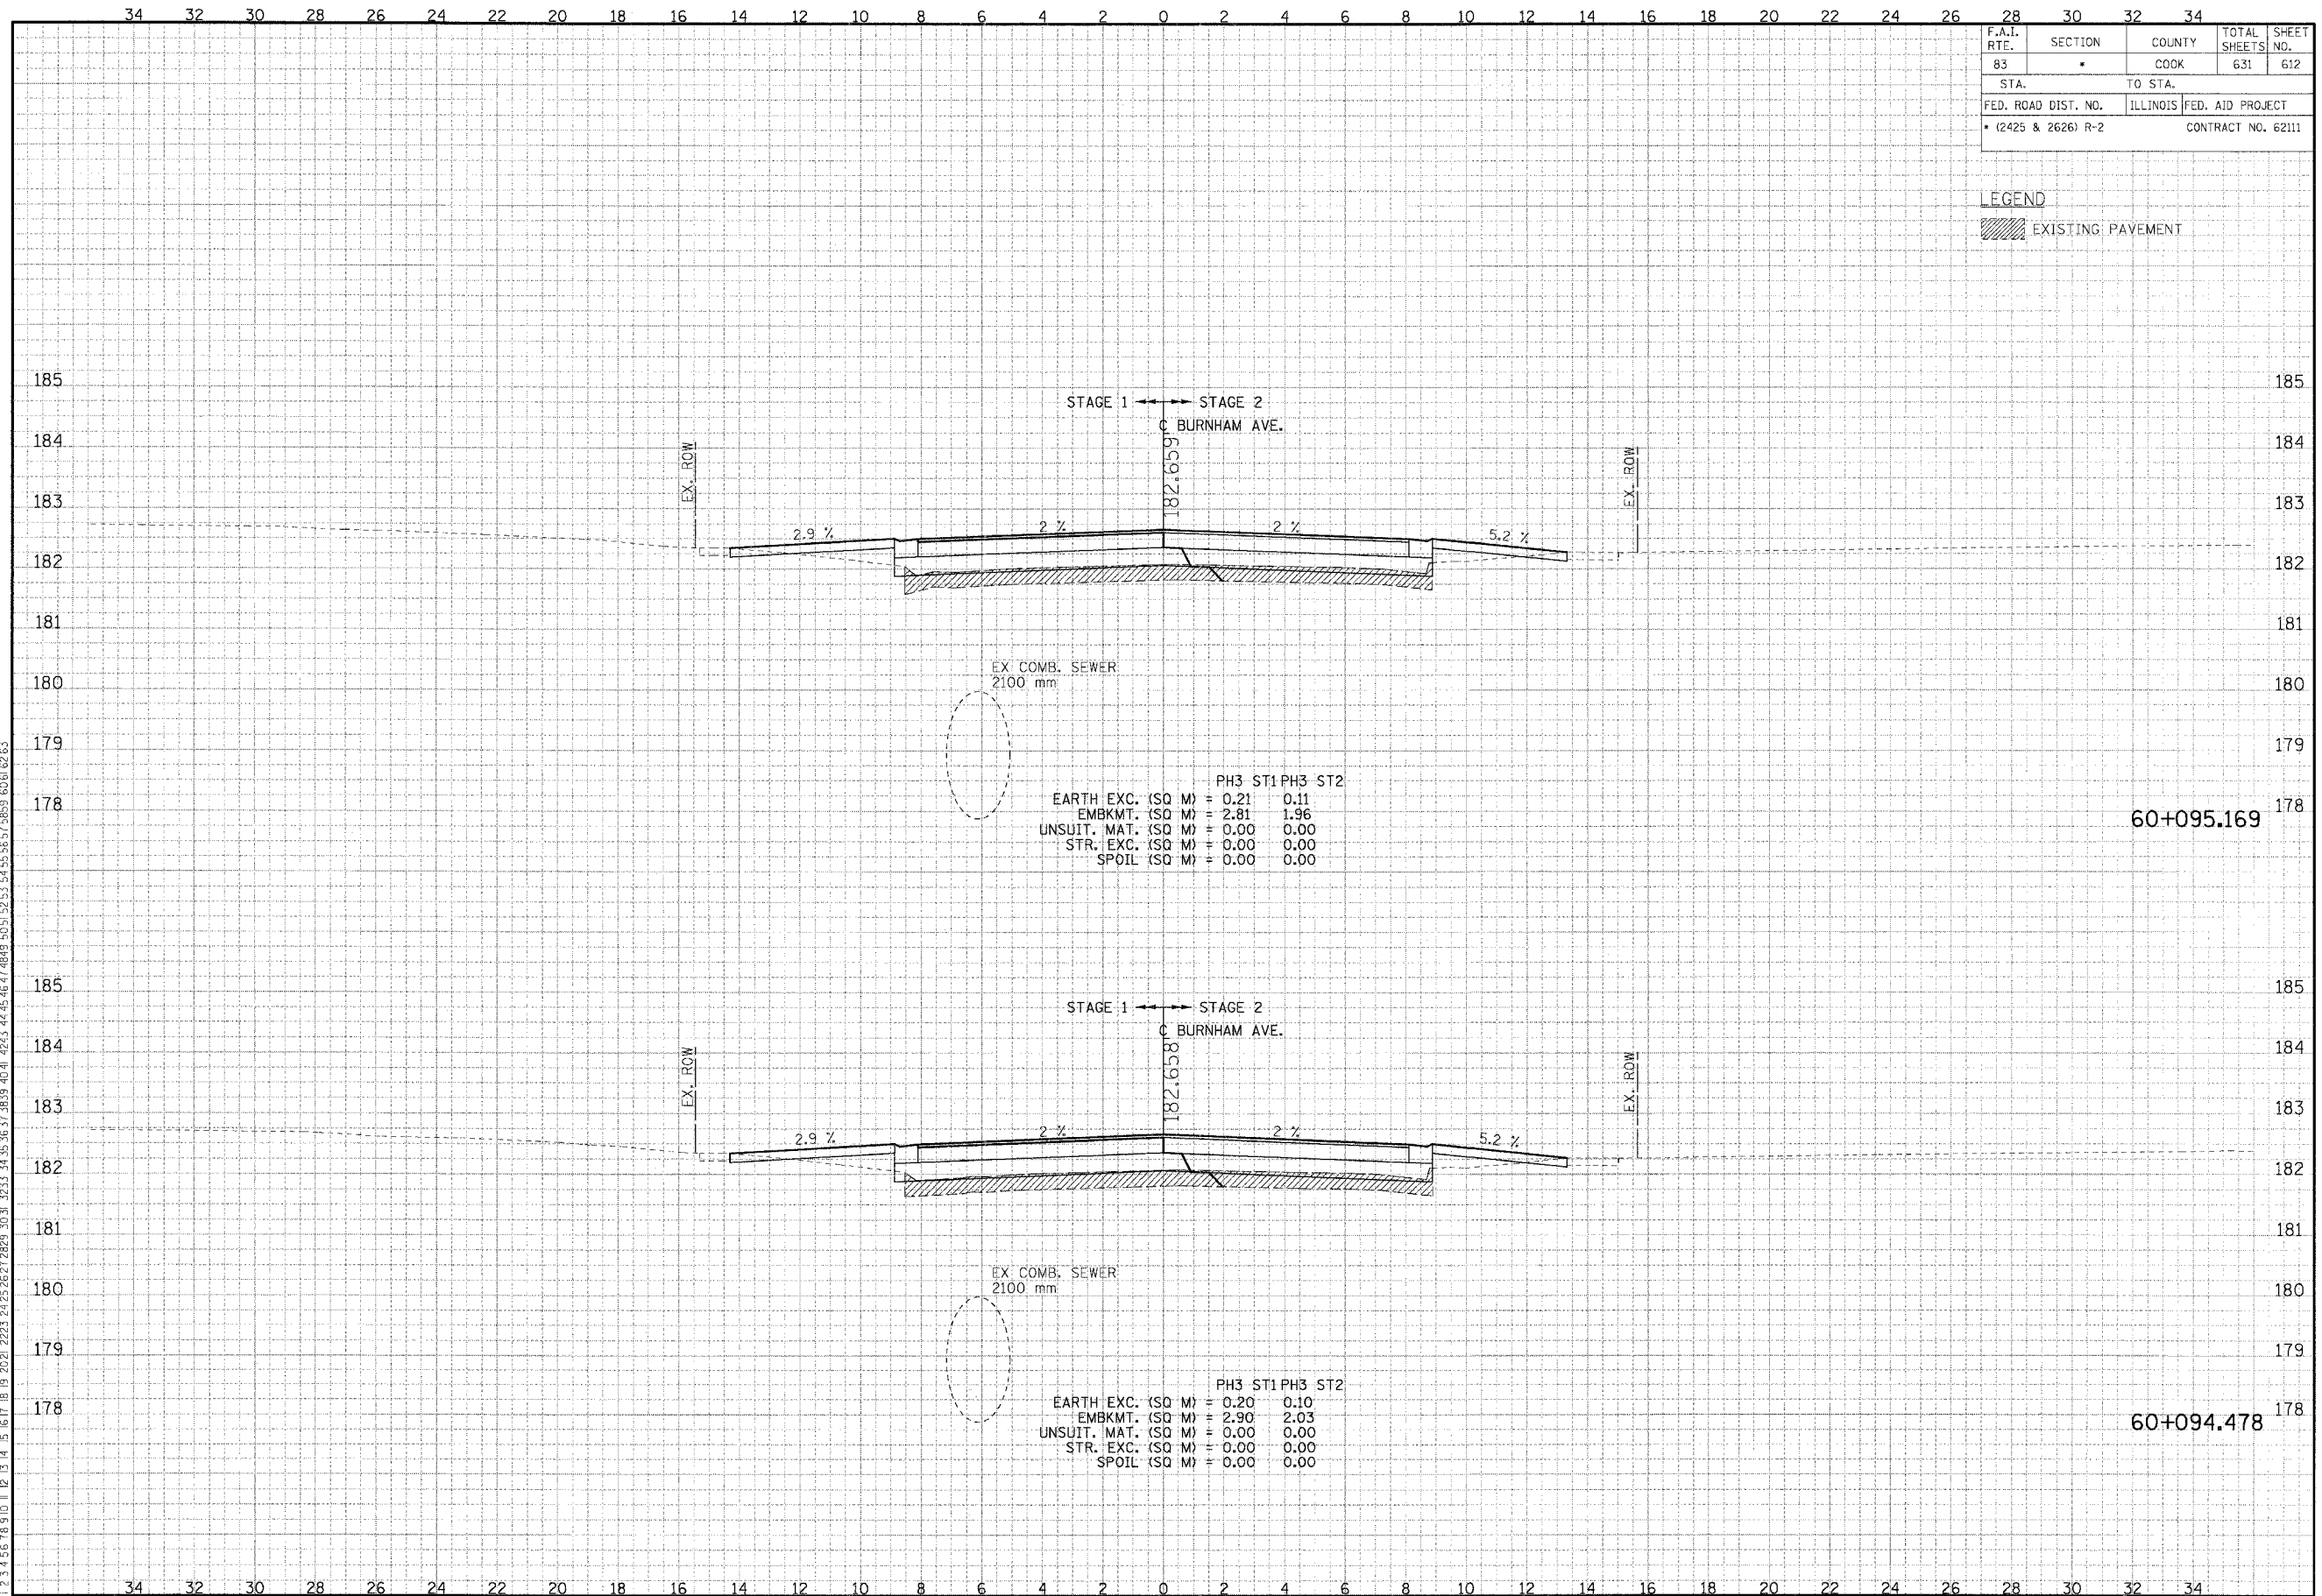 34 32 30 28 26 24 22 20 18 16 14 12 10 8 6 4 2 0 2 4 6 8 10 12 14 16 18 20 22 24 26 28 30 32 34
F.A.I. RTE. SECTION COUNTY TOTAL SHEETS SHEET NO.
83 * COOK 631 612
STA. TO STA.
FED. ROAD DIST. NO. ILLINOIS FED. AID PROJECT
* (2425 & 2626) R-2 CONTRACT NO. 62111
LEGEND
EXISTING PAVEMENT
185 185
STAGE 1 STAGE 2
℄ BURNHAM AVE.
184 184
EX. ROW 182.659 EX. ROW
183 183
2.9 % 2 % 2 % 5.2 %
182 182
181 181
EX COMB. SEWER
2100 mm
180 180
179 179
PH3 ST1 PH3 ST2
EARTH EXC. (SQ M) = 0.21 0.11
178 178
EMBKMT. (SQ M) = 2.81 1.96
60+095.169
UNSUIT. MAT. (SQ M) = 0.00 0.00
STR. EXC. (SQ M) = 0.00 0.00
SPOIL (SQ M) = 0.00 0.00
185 185
STAGE 1 STAGE 2
℄ BURNHAM AVE.
184 184
EX. ROW 182.658 EX. ROW
183 183
2.9 % 2 % 2 % 5.2 %
182 182
181 181
EX COMB. SEWER
2100 mm
180 180
179 179
PH3 ST1 PH3 ST2
EARTH EXC. (SQ M) = 0.20 0.10
178 178
EMBKMT. (SQ M) = 2.90 2.03
60+094.478
UNSUIT. MAT. (SQ M) = 0.00 0.00
STR. EXC. (SQ M) = 0.00 0.00
SPOIL (SQ M) = 0.00 0.00
34 32 30 28 26 24 22 20 18 16 14 12 10 8 6 4 2 0 2 4 6 8 10 12 14 16 18 20 22 24 26 28 30 32 34